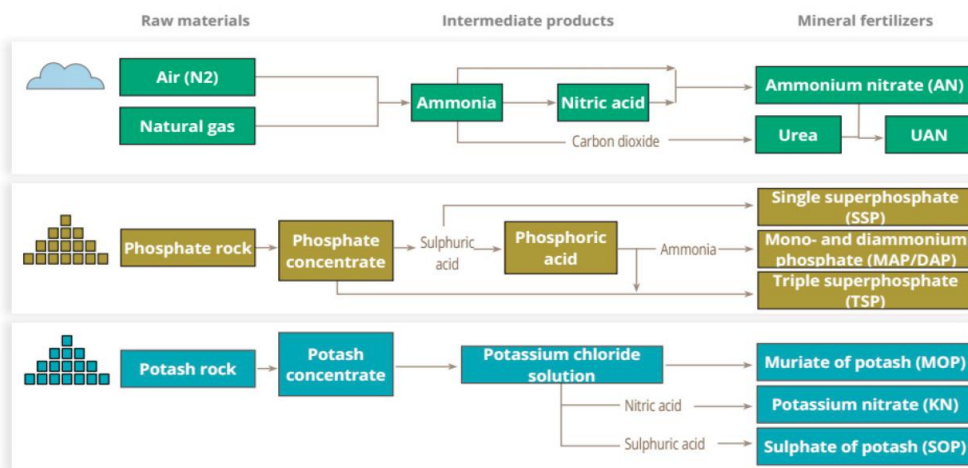 Raw materials
Intermediate products
Mineral fertilizers
Air (N2)
Natural gas
Ammonia
Nitric acid
Carbon dioxide
Ammonium nitrate (AN)
Urea
UAN
Phosphate rock
Phosphate
concentrate
Sulphuric
acid
Phosphoric
acid
Ammonia
Single superphosphate
(SSP)
Mono- and diammonium
phosphate (MAP/DAP)
Triple superphosphate
(TSP)
Potash rock
Potash
concentrate
Potassium chloride
solution
Nitric acid
Sulphuric acid
Muriate of potash (MOP)
Potassium nitrate (KN)
Sulphate of potash (SOP)